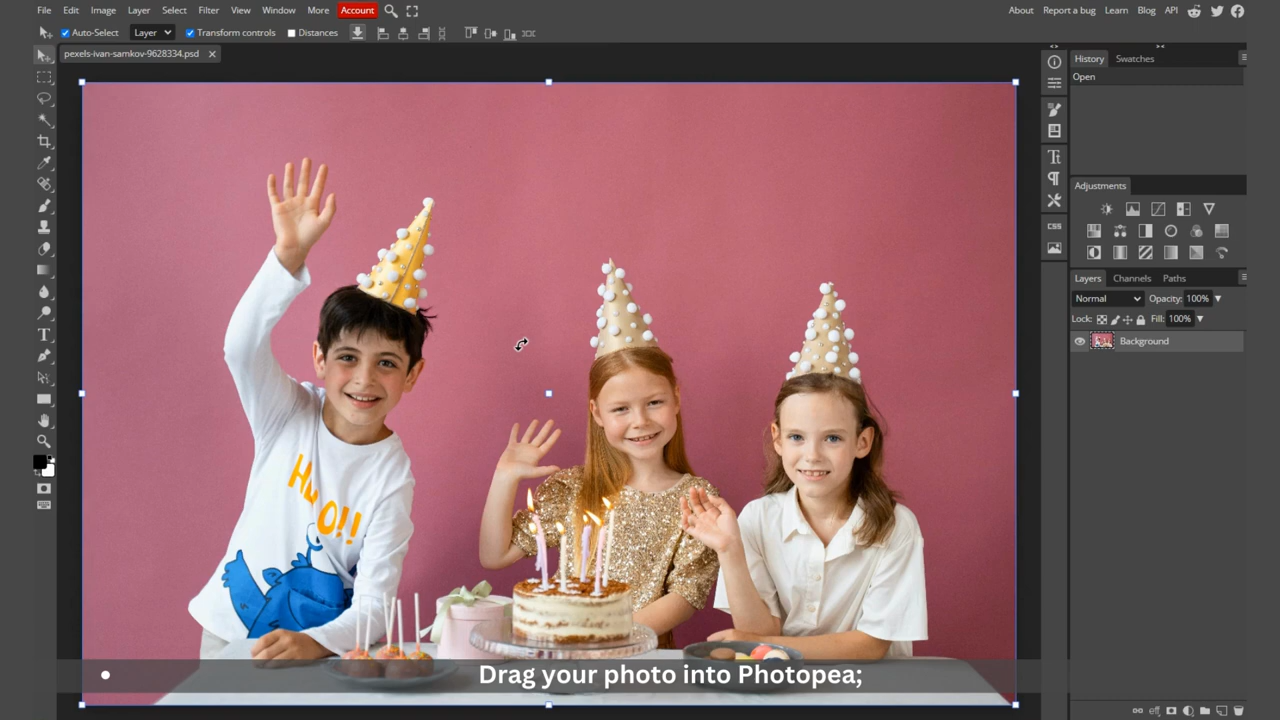 File Edit Image Layer Select Filter View Window More Account About Report a bug Learn Blog API
Auto-Select Layer Transform controls Distances
pexels-ivan-samkov-9628334.psd
History Swatches
Open
Adjustments
CSS
Layers Channels Paths
Normal Opacity: 100%
Lock: Fill: 100%
Background
O!!
Drag your photo into Photopea;
eff